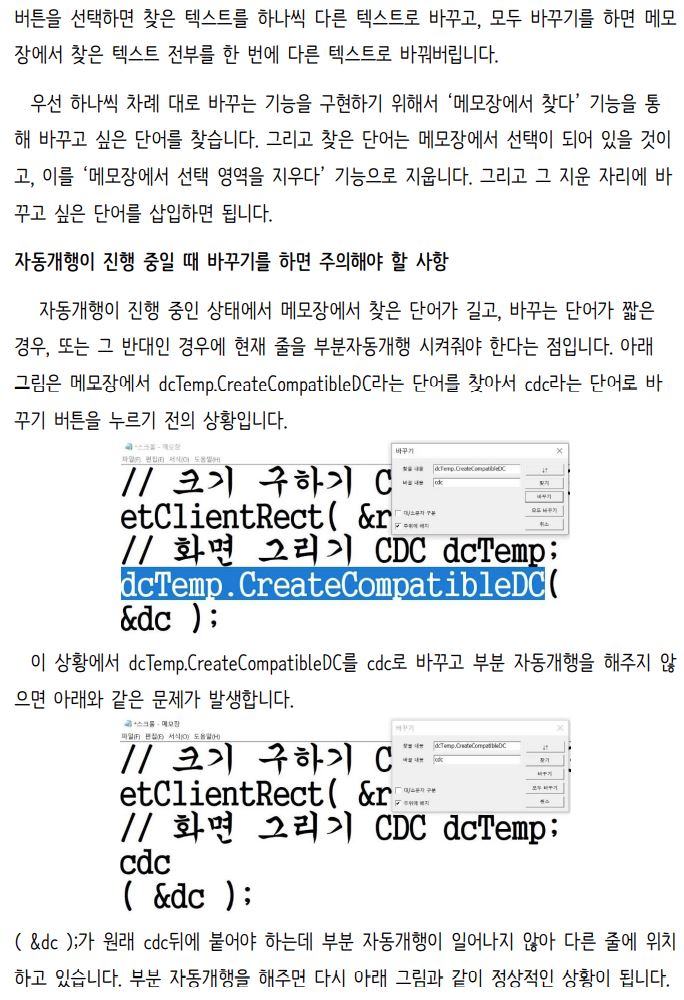 버튼을 선택하면 찾은 텍스트를 하나씩 다른 텍스트로 바꾸고, 모두 바꾸기를 하면 메모
장에서 찾은 텍스트 전부를 한 번에 다른 텍스트로 바꿔버립니다.
우선 하나씩 차례 대로 바꾸는 기능을 구현하기 위해서 ‘메모장에서 찾다’ 기능을 통
해 바꾸고 싶은 단어를 찾습니다. 그리고 찾은 단어는 메모장에서 선택이 되어 있을 것이
고, 이를 ‘메모장에서 선택 영역을 지우다’ 기능으로 지웁니다. 그리고 그 지운 자리에 바
꾸고 싶은 단어를 삽입하면 됩니다.
자동개행이 진행 중일 때 바꾸기를 하면 주의해야 할 사항
자동개행이 진행 중인 상태에서 메모장에서 찾은 단어가 길고, 바꾸는 단어가 짧은
경우, 또는 그 반대인 경우에 현재 줄을 부분자동개행 시켜줘야 한다는 점입니다. 아래
그림은 메모장에서 dcTemp.CreateCompatibleDC라는 단어를 찾아서 cdc라는 단어로 바
꾸기 버튼을 누르기 전의 상황입니다.
*스크롤 - 메모장
파일(F) 편집(E) 서식(O) 도움말(H)
바꾸기
찾을 내용 dcTemp.CreateCompatibleDC
바꿀 내용 cdc
찾기
바꾸기
모두 바꾸기
취소
대/소문자 구분
주위에 배치
// 크기 구하기 C
etClientRect( &r
// 화면 그리기 CDC dcTemp;
dcTemp.CreateCompatibleDC(
&dc );
이 상황에서 dcTemp.CreateCompatibleDC를 cdc로 바꾸고 부분 자동개행을 해주지 않
으면 아래와 같은 문제가 발생합니다.
*스크롤 - 메모장
파일(F) 편집(E) 서식(O) 도움말(H)
바꾸기
찾을 내용 dcTemp.CreateCompatibleDC
바꿀 내용 cdc
찾기
바꾸기
모두 바꾸기
취소
대/소문자 구분
주위에 배치
// 크기 구하기 C
etClientRect( &r
// 화면 그리기 CDC dcTemp;
cdc
( &dc );
( &dc );가 원래 cdc뒤에 붙어야 하는데 부분 자동개행이 일어나지 않아 다른 줄에 위치
하고 있습니다. 부분 자동개행을 해주면 다시 아래 그림과 같이 정상적인 상황이 됩니다.